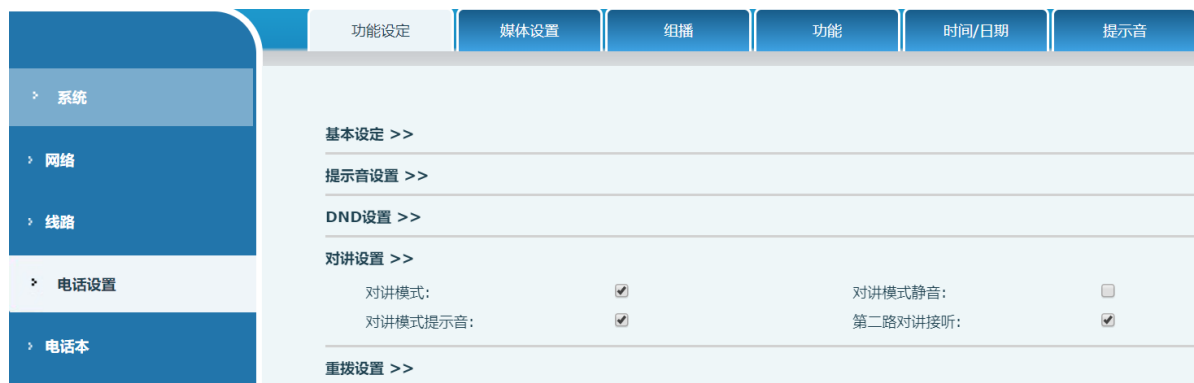 功能设定 媒体设置 组播 功能 时间/日期 提示音
系统
网络
线路
电话设置
电话本
基本设定 >>
提示音设置 >>
DND设置 >>
对讲设置 >>
对讲模式: 对讲模式静音:
对讲模式提示音: 第二路对讲接听:
重拨设置 >>